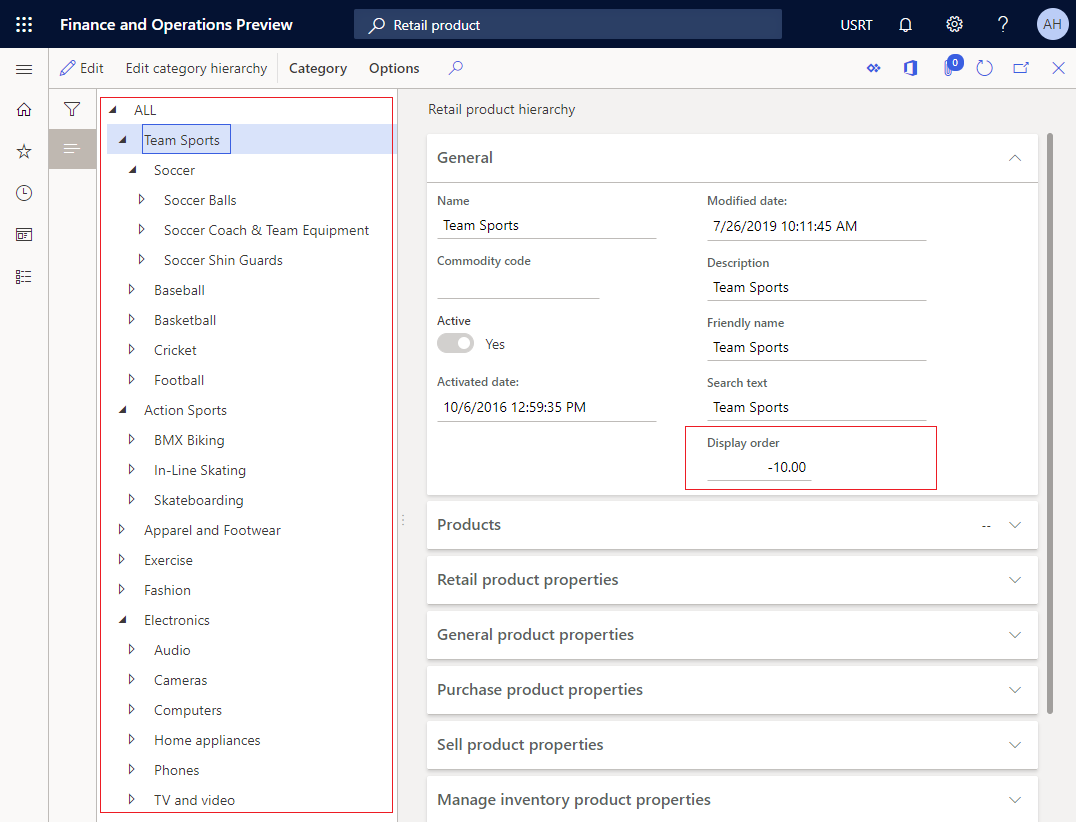 Finance and Operations Preview
Retail product
USRT
?
AH
Edit
Edit category hierarchy
Category
Options
0
ALL
Team Sports
Soccer
Soccer Balls
Soccer Coach & Team Equipment
Soccer Shin Guards
Baseball
Basketball
Cricket
Football
Action Sports
BMX Biking
In-Line Skating
Skateboarding
Apparel and Footwear
Exercise
Fashion
Electronics
Audio
Cameras
Computers
Home appliances
Phones
TV and video
Retail product hierarchy
General
Name
Team Sports
Commodity code
Active
Yes
Activated date:
10/6/2016 12:59:35 PM
Modified date:
7/26/2019 10:11:45 AM
Description
Team Sports
Friendly name
Team Sports
Search text
Team Sports
Display order
-10.00
Products
--
Retail product properties
General product properties
Purchase product properties
Sell product properties
Manage inventory product properties